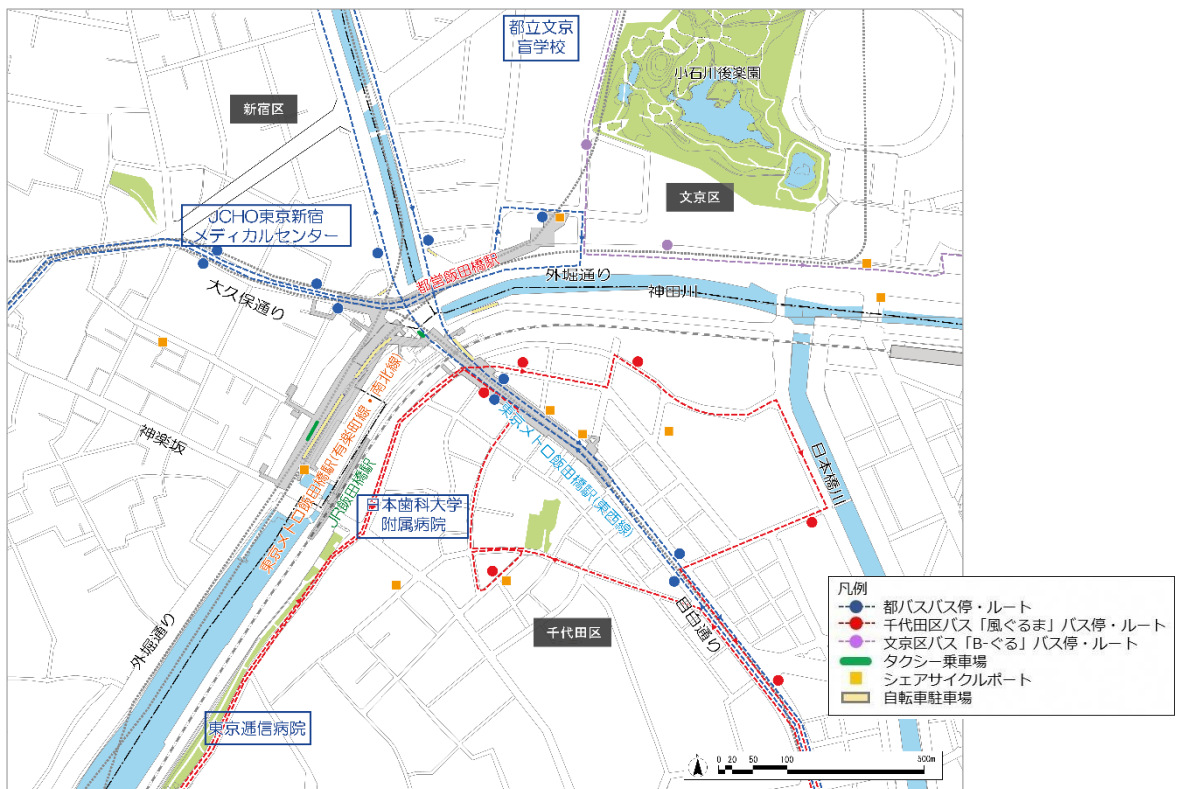 都立文京
盲学校
小石川後楽園
新宿区
文京区
JCHO東京新宿
メディカルセンター
都営飯田橋駅
外堀通り
神田川
大久保通り
東京メトロ飯田橋駅(有楽町線・南北線)
JR飯田橋駅
神楽坂
東京メトロ飯田橋駅(東西線)
日本橋川
日本歯科大学
附属病院
外堀通り
千代田区
目白通り
東京逓信病院
凡例
都バスバス停・ルート
千代田区バス「風ぐるま」バス停・ルート
文京区バス「B-ぐる」バス停・ルート
タクシー乗車場
シェアサイクルポート
自転車駐車場
0 20 50 100 500m